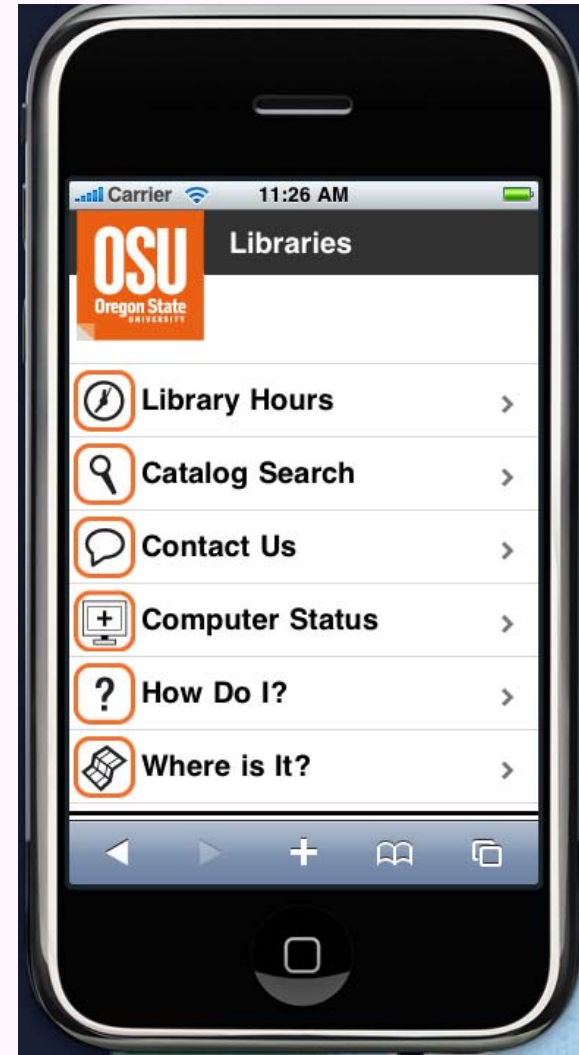 Carrier 11:26 AM
OSU
Oregon State
UNIVERSITY
Libraries
Library Hours
Catalog Search
Contact Us
Computer Status
? How Do I?
Where is It?